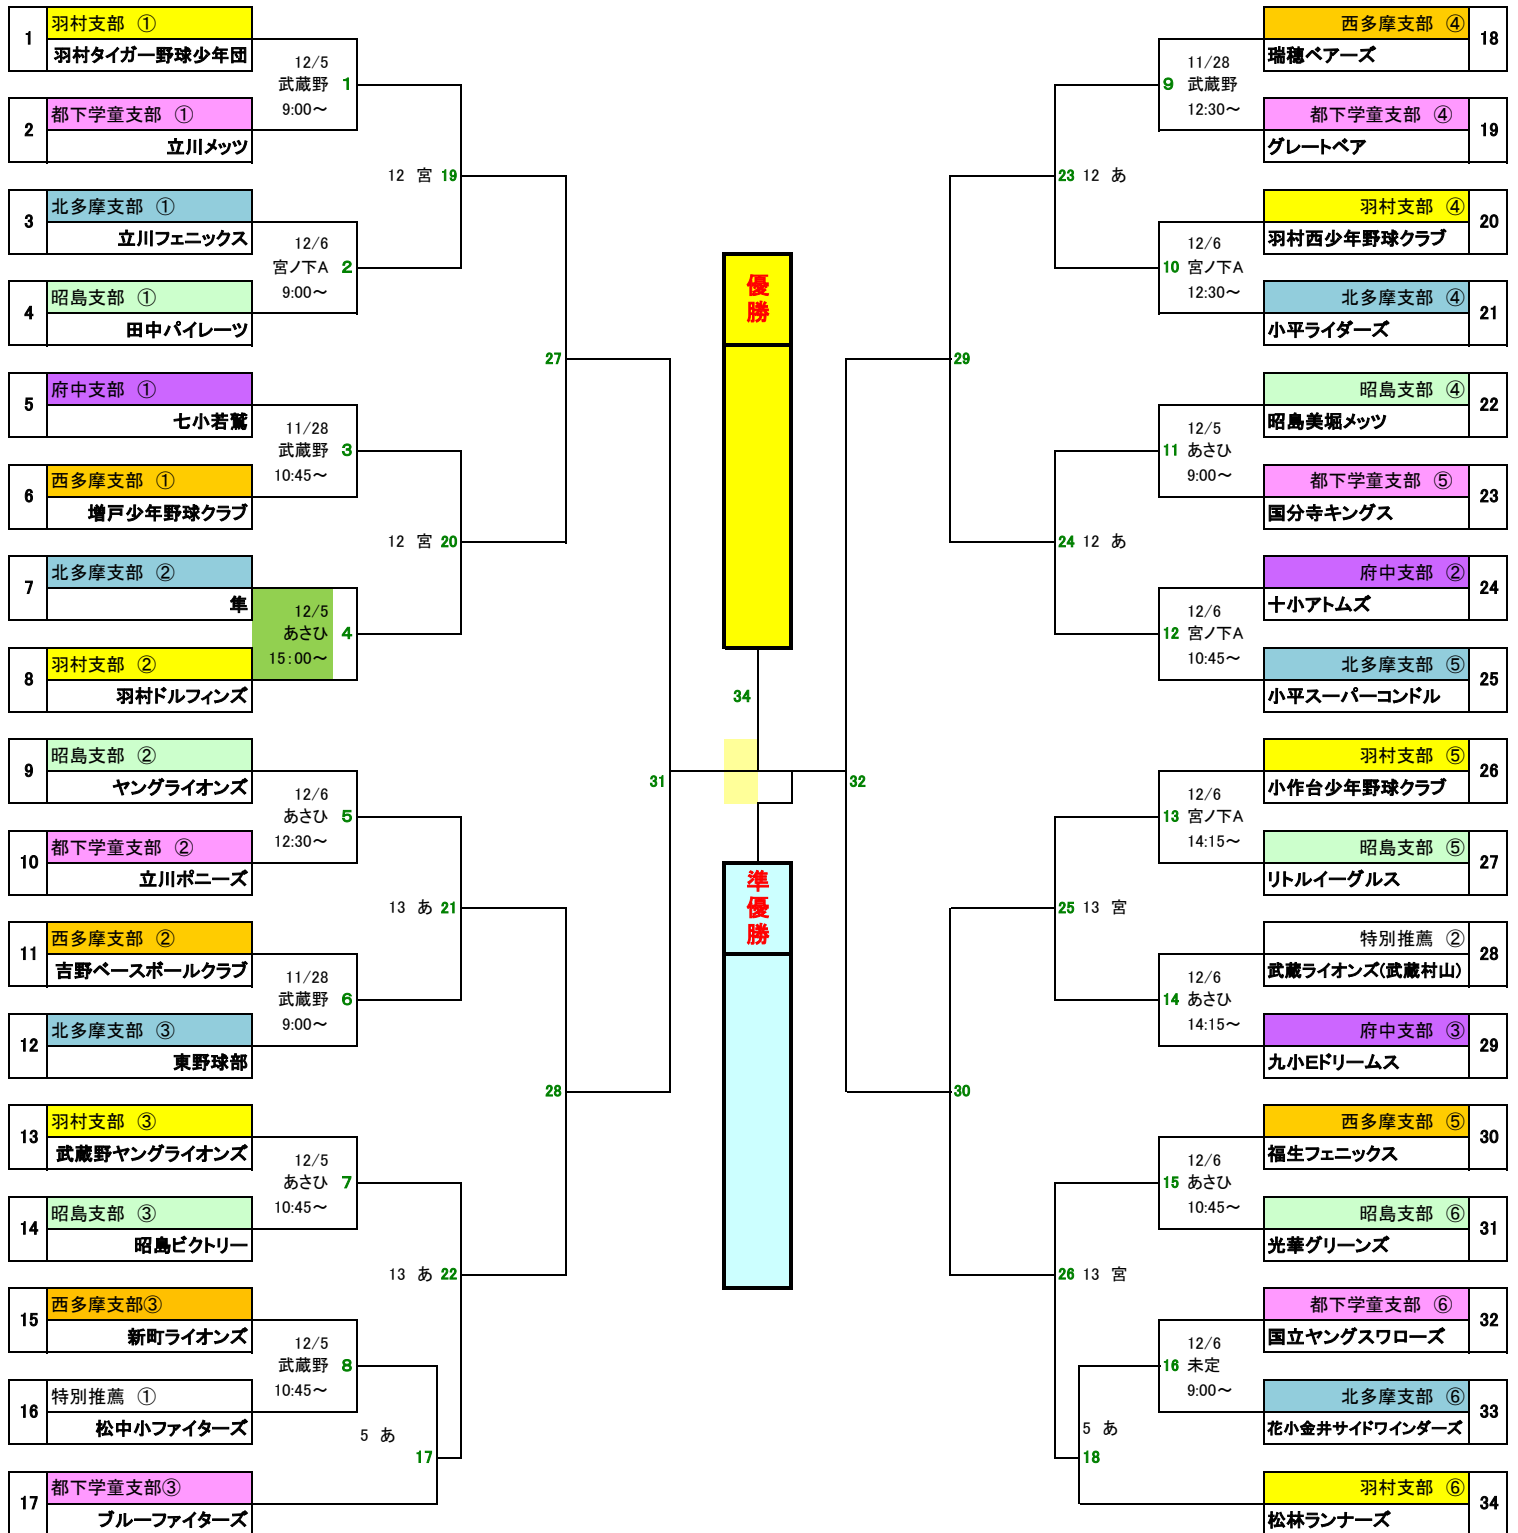 1
羽村支部 ①
羽村タイガー野球少年団
12/5
武蔵野 1
9:00～
2
都下学童支部 ①
立川メッツ
12 宮 19
3
北多摩支部 ①
立川フェニックス
12/6
宮ノ下A 2
9:00～
4
昭島支部 ①
田中パイレーツ
27
5
府中支部 ①
七小若鷲
11/28
武蔵野 3
10:45～
6
西多摩支部 ①
増戸少年野球クラブ
12 宮 20
7
北多摩支部 ②
隼
12/5
あさひ 4
15:00～
8
羽村支部 ②
羽村ドルフィンズ
31
9
昭島支部 ②
ヤングライオンズ
12/6
あさひ 5
12:30～
10
都下学童支部 ②
立川ポニーズ
13 あ 21
11
西多摩支部 ②
吉野ベースボールクラブ
11/28
武蔵野 6
9:00～
12
北多摩支部 ③
東野球部
28
13
羽村支部 ③
武蔵野ヤングライオンズ
12/5
あさひ 7
10:45～
14
昭島支部 ③
昭島ビクトリー
13 あ 22
15
西多摩支部③
新町ライオンズ
12/5
武蔵野 8
10:45～
16
特別推薦 ①
松中小ファイターズ
5 あ
17
17
都下学童支部③
ブルーファイターズ
優勝
34
準優勝
西多摩支部 ④
18
瑞穂ベアーズ
11/28
9 武蔵野
12:30～
都下学童支部 ④
19
グレートベア
23 12 あ
羽村支部 ④
20
羽村西少年野球クラブ
12/6
10 宮ノ下A
12:30～
北多摩支部 ④
21
小平ライダーズ
29
昭島支部 ④
22
昭島美堀メッツ
12/5
11 あさひ
9:00～
都下学童支部 ⑤
23
国分寺キングス
24 12 あ
府中支部 ②
24
十小アトムズ
12/6
12 宮ノ下A
10:45～
北多摩支部 ⑤
25
小平スーパーコンドル
32
羽村支部 ⑤
26
小作台少年野球クラブ
12/6
13 宮ノ下A
14:15～
昭島支部 ⑤
27
リトルイーグルス
25 13 宮
特別推薦 ②
28
武蔵ライオンズ(武蔵村山)
12/6
14 あさひ
14:15～
府中支部 ③
29
九小Eドリームス
30
西多摩支部 ⑤
30
福生フェニックス
12/6
15 あさひ
10:45～
昭島支部 ⑥
31
光華グリーンズ
26 13 宮
都下学童支部 ⑥
32
国立ヤングスワローズ
12/6
16 未定
9:00～
北多摩支部 ⑥
33
花小金井サイドワインダーズ
5 あ
18
羽村支部 ⑥
34
松林ランナーズ